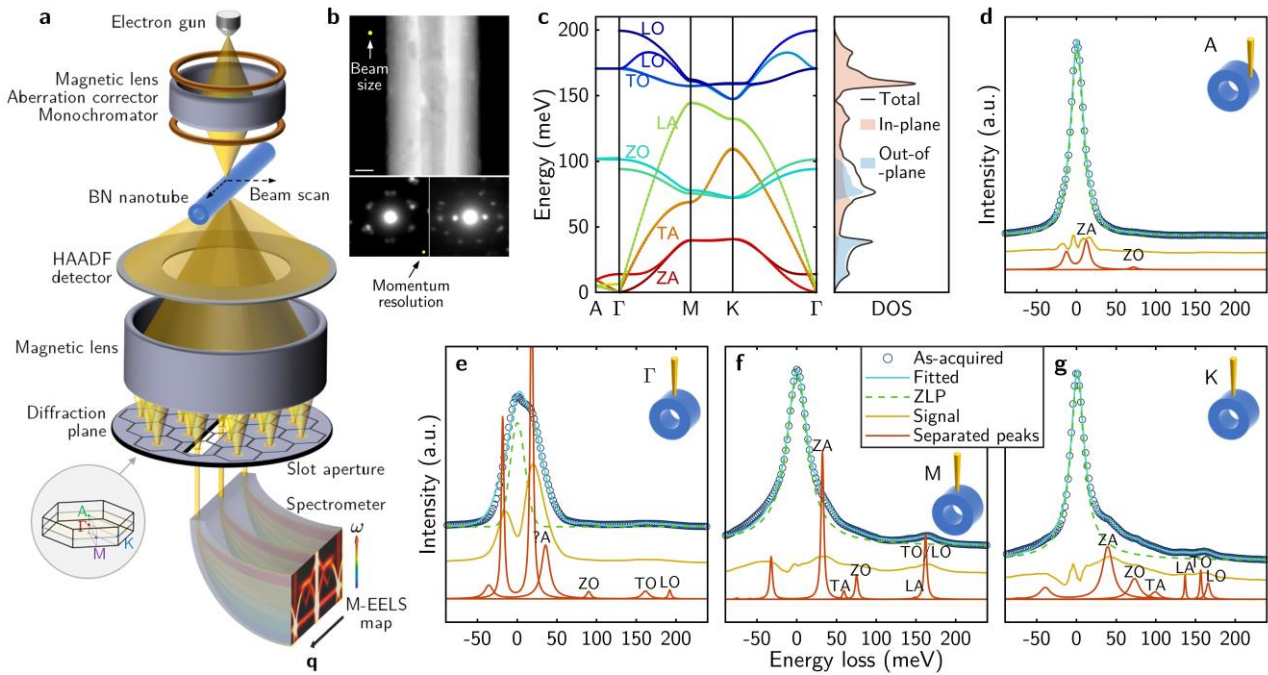 a
Electron gun
Magnetic lens
Aberration corrector
Monochromator
BN nanotube
Beam scan
HAADF
detector
Magnetic lens
Diffraction
plane
Slot aperture
Spectrometer
A
Γ
M
K
ω
M-EELS
map
q
b
Beam
size
Momentum
resolution
c
200
150
100
50
0
Energy (meV)
LO
LO
TO
LA
ZO
TA
ZA
A Γ M K Γ
Total
In-plane
Out-of
-plane
DOS
d
A
Intensity (a.u.)
ZA
ZO
-50 0 50 100 150 200
e
Γ
Intensity (a.u.)
?A
ZO
TO
LO
-50 0 50 100 150 200
f
As-acquired
Fitted
ZLP
Signal
Separated peaks
M
ZA
TA
ZO
TO/LO
LA
-50 0 50 100 150 200
Energy loss (meV)
g
K
ZA
ZO
TA
LA
TO
LO
-50 0 50 100 150 200